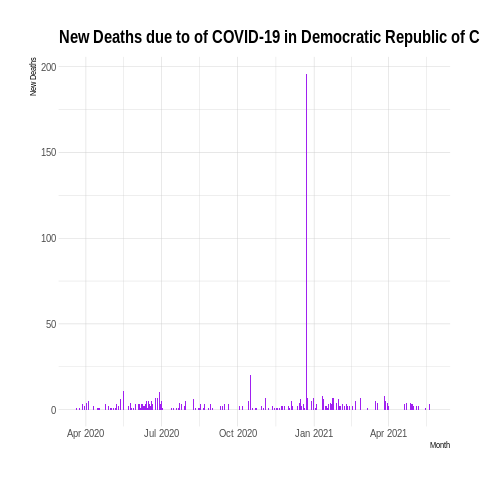 New Deaths due to of COVID-19 in Democratic Republic of C
New Deaths
200
150
100
50
0
Apr 2020 Jul 2020 Oct 2020 Jan 2021 Apr 2021
Month